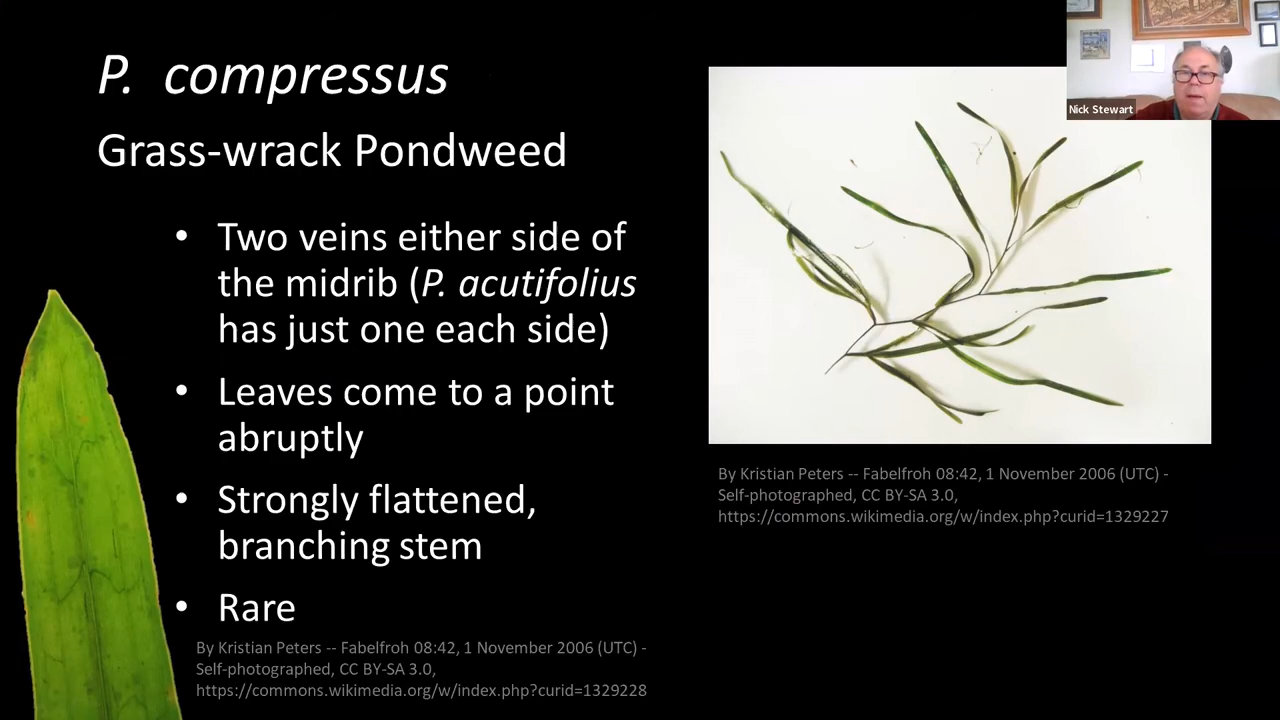 P. compressus
Grass-wrack Pondweed
• Two veins either side of
the midrib (P. acutifolius
has just one each side)
• Leaves come to a point
abruptly
• Strongly flattened,
branching stem
• Rare
By Kristian Peters -- Fabelfroh 08:42, 1 November 2006 (UTC) -
Self-photographed, CC BY-SA 3.0,
https://commons.wikimedia.org/w/index.php?curid=1329228
Nick Stewart
By Kristian Peters -- Fabelfroh 08:42, 1 November 2006 (UTC) -
Self-photographed, CC BY-SA 3.0,
https://commons.wikimedia.org/w/index.php?curid=1329227